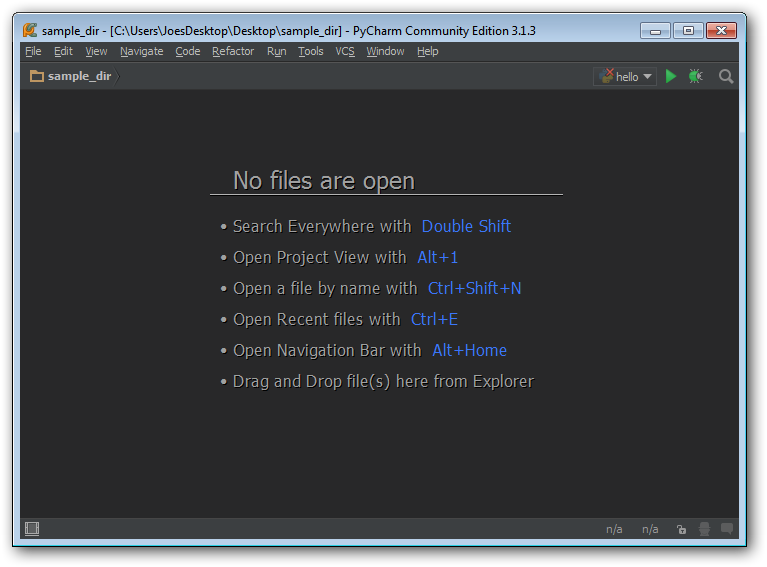 sample_dir - [C:\Users\JoesDesktop\Desktop\sample_dir] - PyCharm Community Edition 3.1.3
File Edit View Navigate Code Refactor Run Tools VCS Window Help
sample_dir hello
No files are open
• Search Everywhere with Double Shift
• Open Project View with Alt+1
• Open a file by name with Ctrl+Shift+N
• Open Recent files with Ctrl+E
• Open Navigation Bar with Alt+Home
• Drag and Drop file(s) here from Explorer
n/a n/a